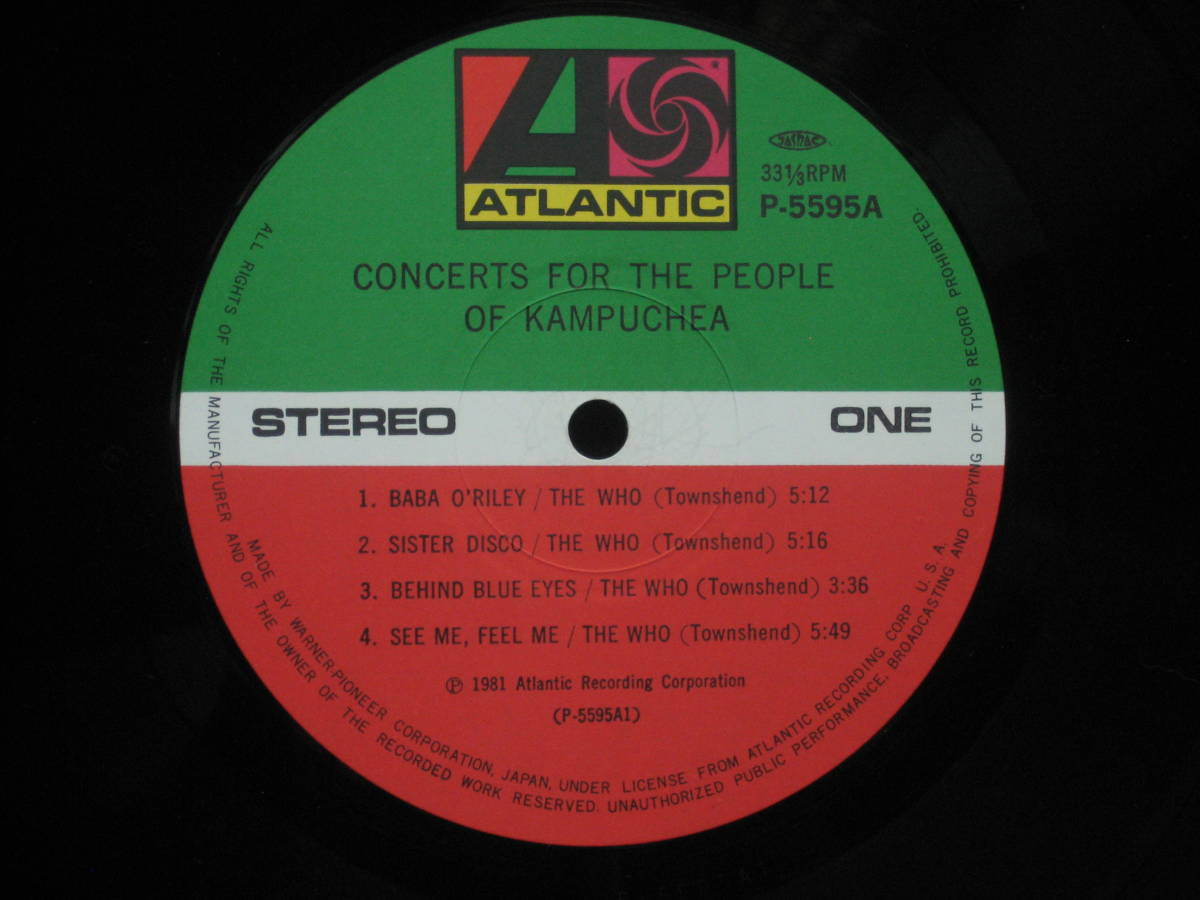 ATLANTIC
JASRAC
33⅓RPM
P-5595A
CONCERTS FOR THE PEOPLE
OF KAMPUCHEA
STEREO
ONE
1. BABA O'RILEY / THE WHO (Townshend) 5:12
2. SISTER DISCO / THE WHO (Townshend) 5:16
3. BEHIND BLUE EYES / THE WHO (Townshend) 3:36
4. SEE ME, FEEL ME / THE WHO (Townshend) 5:49
Ⓟ 1981 Atlantic Recording Corporation
(P-5595A1)
MADE BY WARNER-PIONEER CORPORATION, JAPAN, UNDER LICENSE FROM ATLANTIC RECORDING CORP U. S. A.
ALL RIGHTS OF THE MANUFACTURER AND OF THE OWNER OF THE RECORDED WORK RESERVED. UNAUTHORIZED PUBLIC PERFORMANCE, BROADCASTING AND COPYING OF THIS RECORD PROHIBITED.